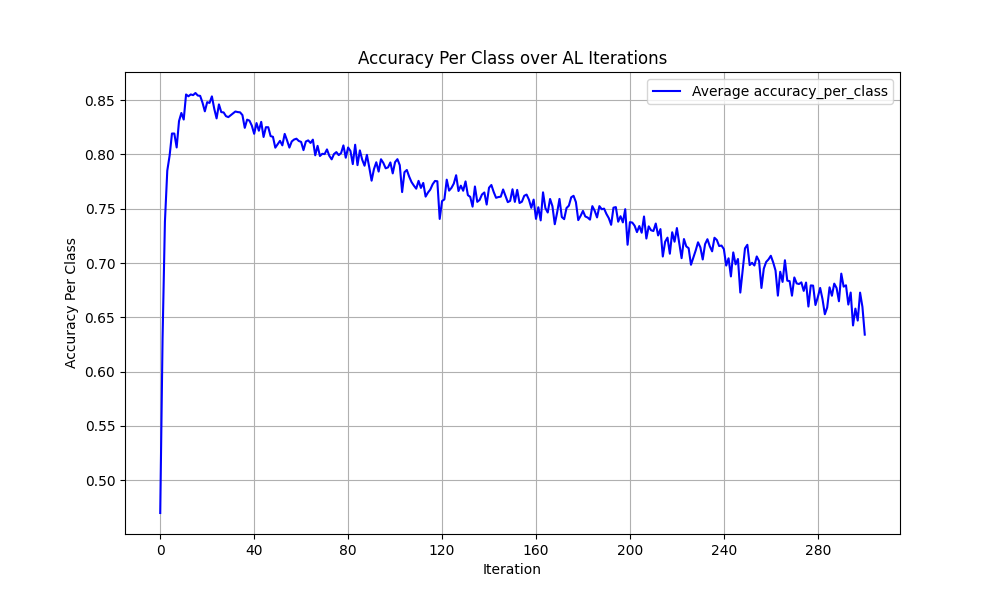 Accuracy Per Class over AL Iterations
Average accuracy_per_class
Accuracy Per Class
0.85
0.80
0.75
0.70
0.65
0.60
0.55
0.50
0 40 80 120 160 200 240 280
Iteration